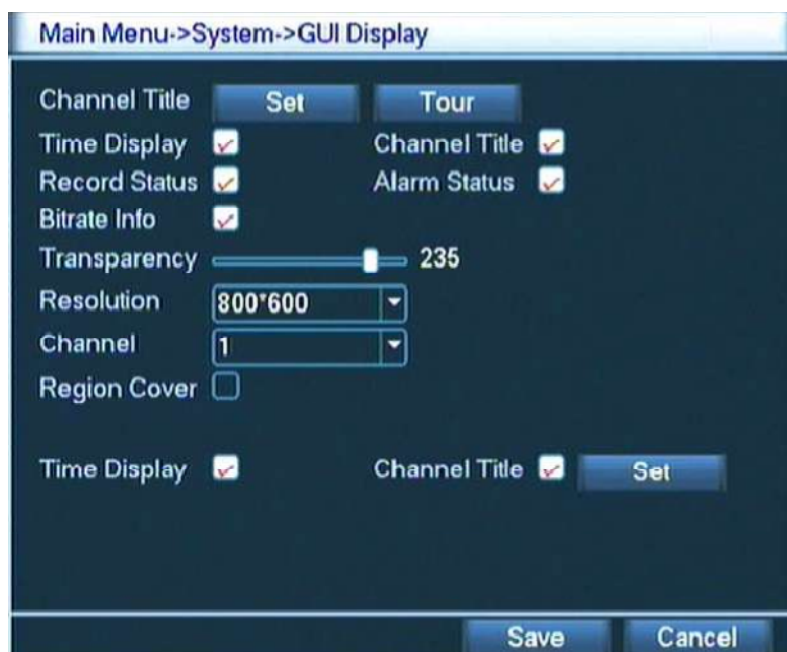 Main Menu->System->GUI Display
Channel Title Set Tour
Time Display Channel Title
Record Status Alarm Status
Bitrate Info
Transparency 235
Resolution 800*600
Channel 1
Region Cover
Time Display Channel Title Set
Save Cancel